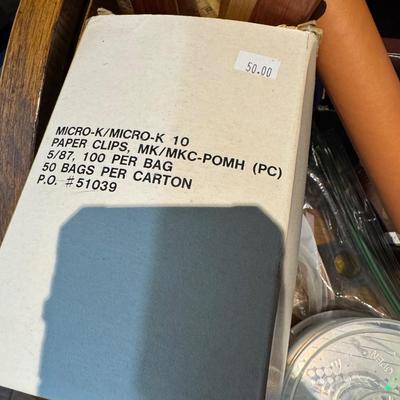 50.00
MICRO-K/MICRO-K 10
PAPER CLIPS, MK/MKC-POMH (PC)
5/87, 100 PER BAG
50 BAGS PER CARTON
P.O. #51039
OPEN